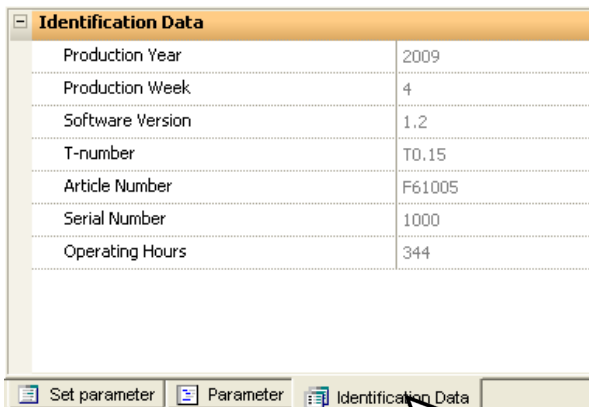 Identification Data
Production Year 2009
Production Week 4
Software Version 1.2
T-number T0.15
Article Number F61005
Serial Number 1000
Operating Hours 344
Set parameter Parameter Identification Data